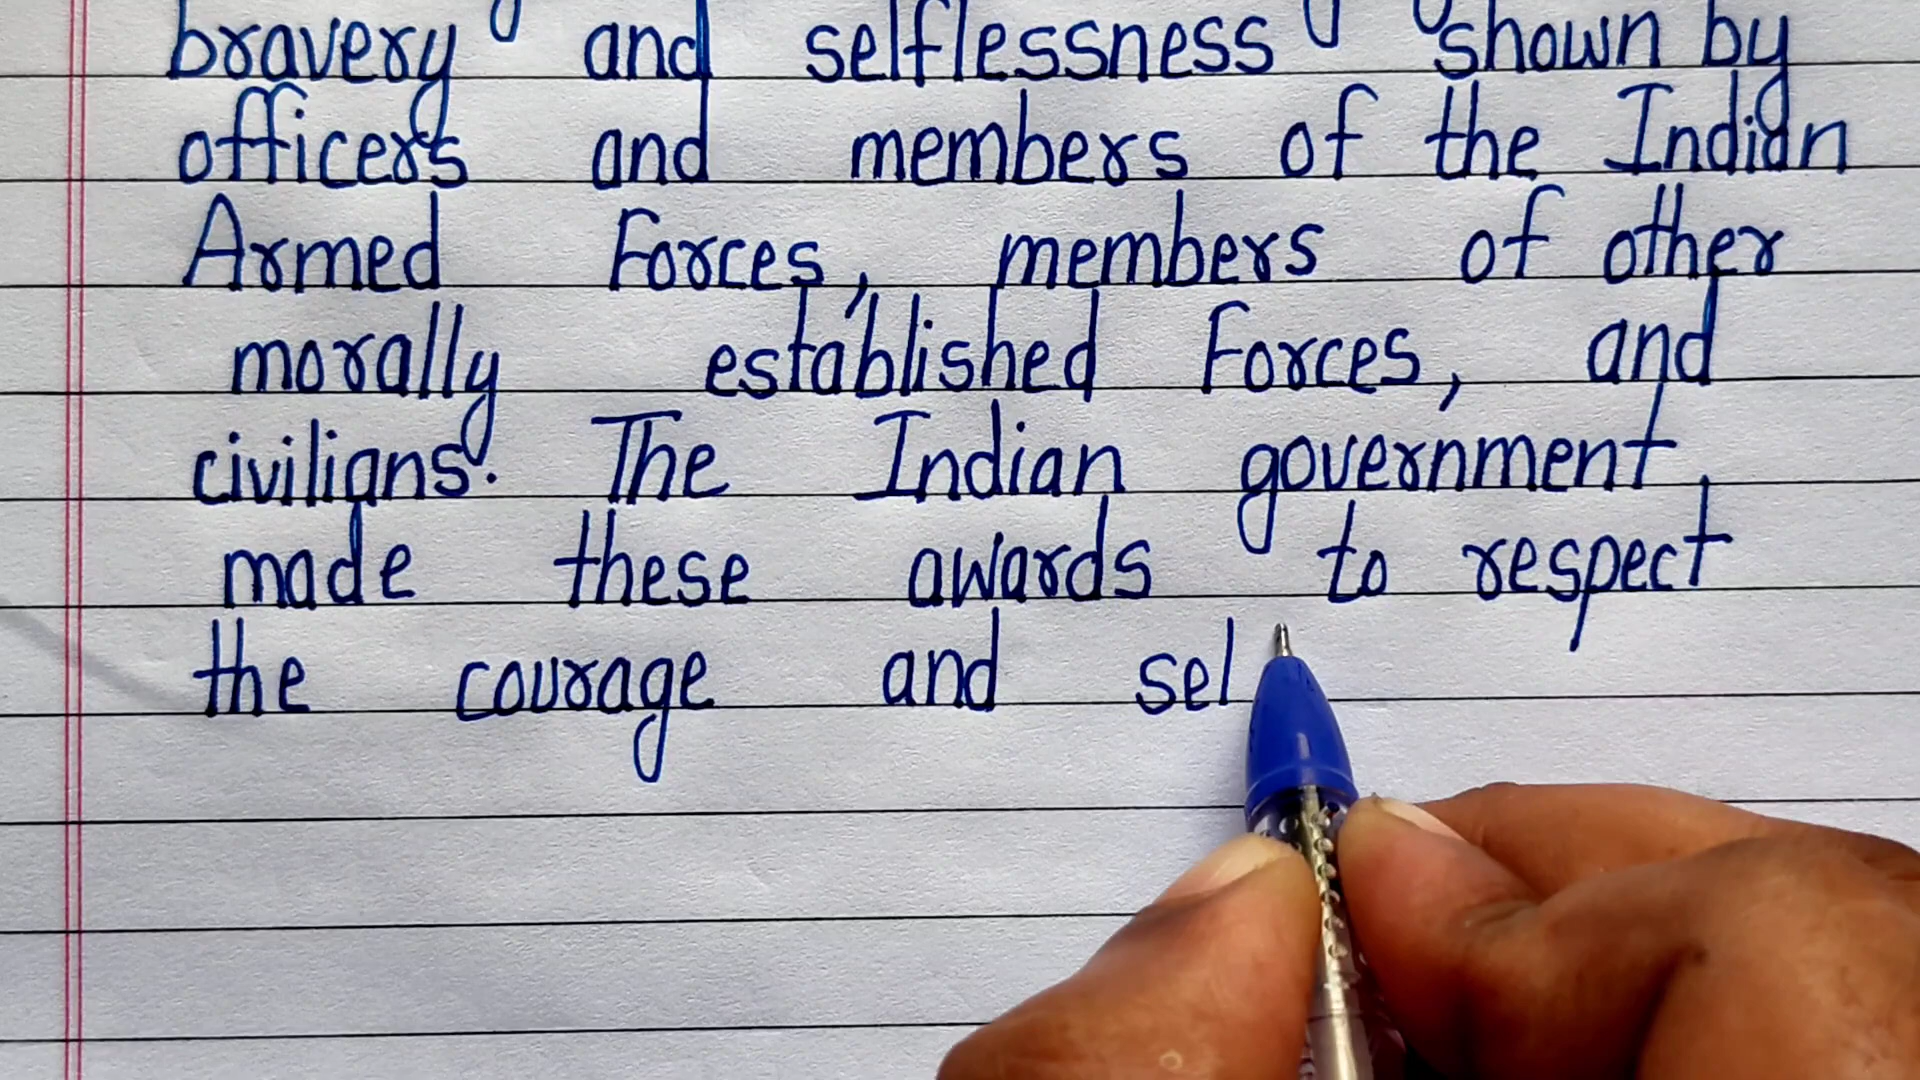 bravery and selflessness shown by
officers and members of the Indian
Armed Forces, members of other
morally established Forces, and
civilians. The Indian government,
made these awards to respect
the courage and sel